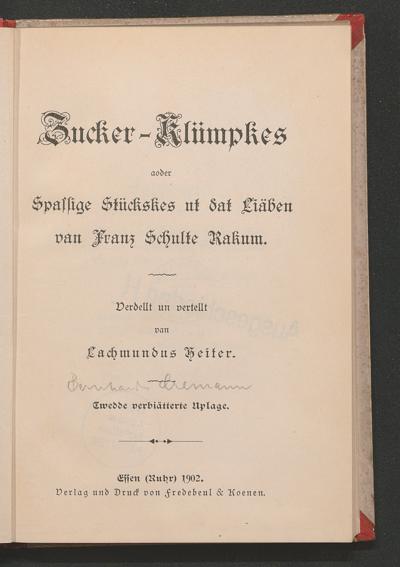 Zucker-Klümpkes
aoder
Spassige Stückskes ut dat Liäben
van Franz Schulte Rakum.
Verdellt un vertellt
van
Lachmundus Heiter.
Twedde verbiätterte Uplage.
Essen (Ruhr) 1902.
Verlag und Druck von Fredebeul & Koenen.